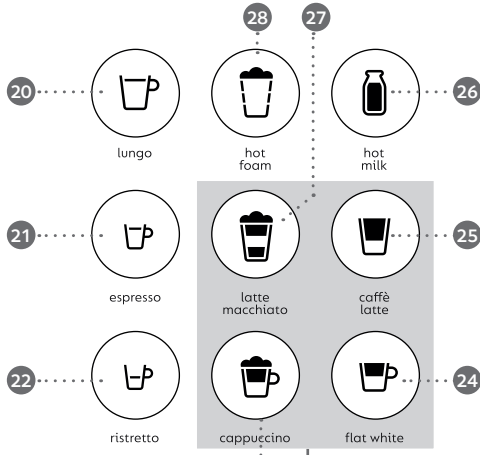 28 27
20 26
lungo hot hot
foam milk
21 25
espresso latte caffè
macchiato latte
22 24
ristretto cappuccino flat white